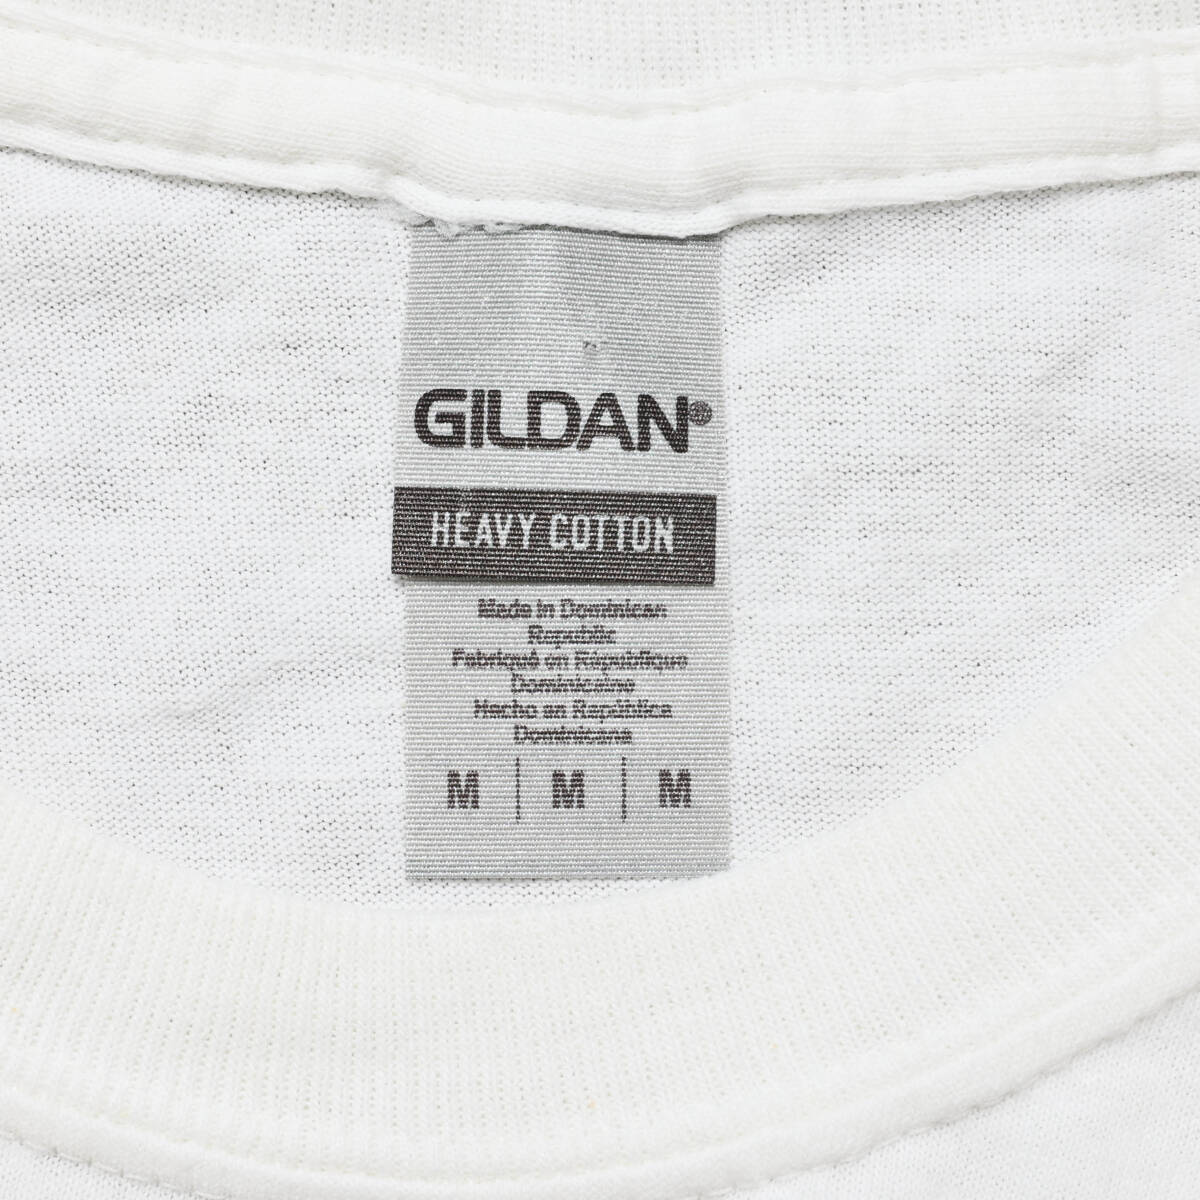 GILDAN®
HEAVY COTTON
Made in Dominican
Republic
Fabriqué en République
Dominicaine
Hecho en República
Dominicana
M | M | M